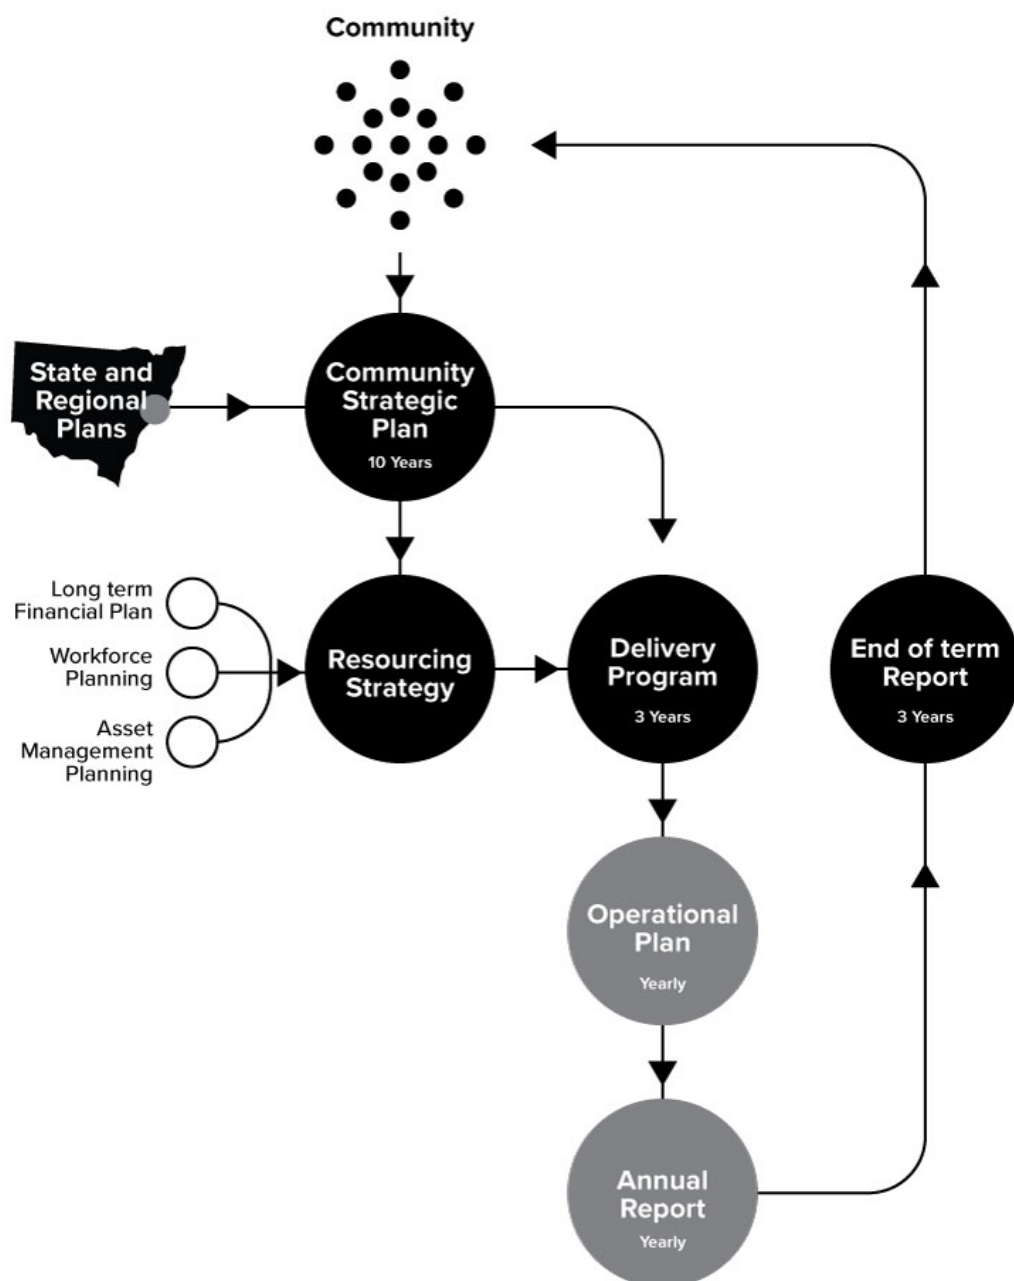 Community
State and
Regional
Plans
Community
Strategic
Plan
10 Years
Long term
Financial Plan
Workforce
Planning
Asset
Management
Planning
Resourcing
Strategy
Delivery
Program
3 Years
End of term
Report
3 Years
Operational
Plan
Yearly
Annual
Report
Yearly